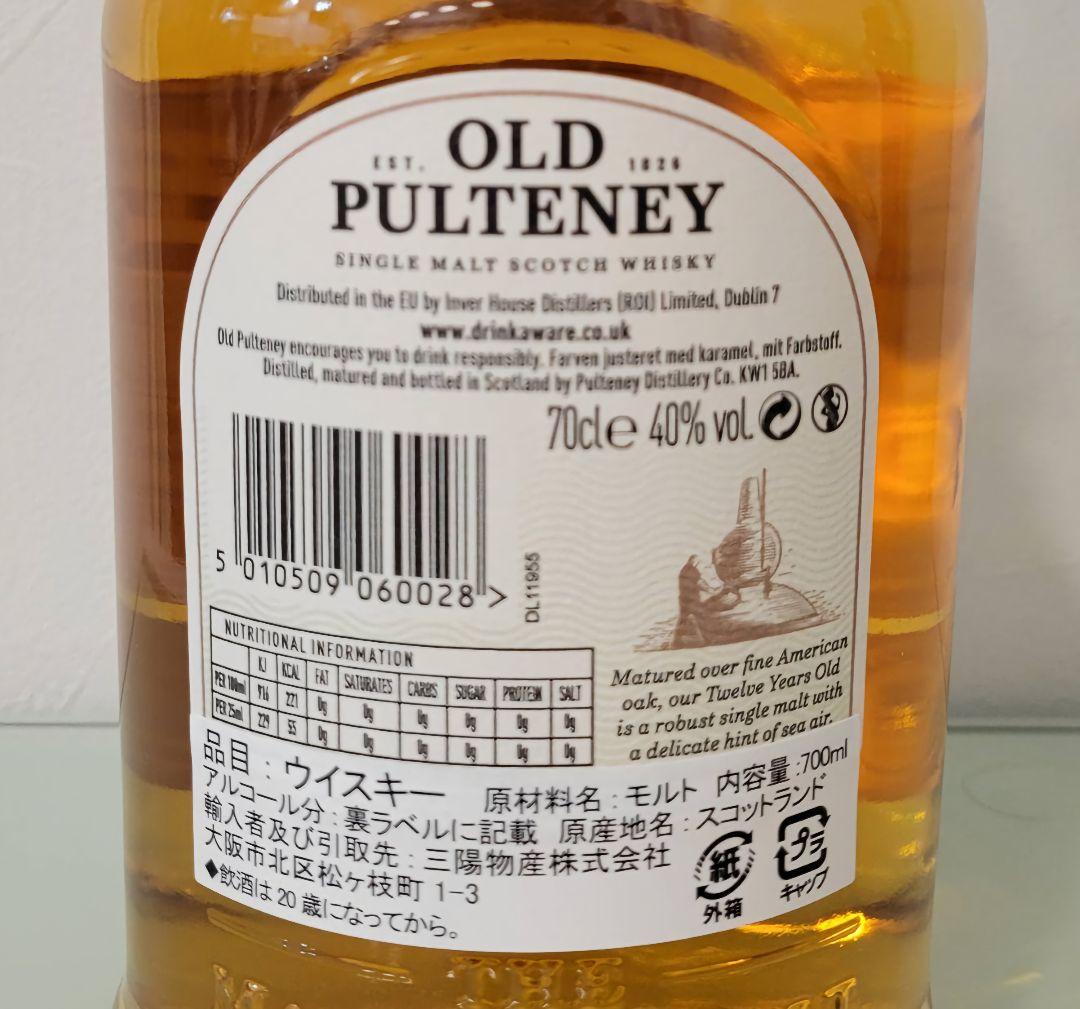 OLD
EST. 1826
PULTENEY
SINGLE MALT SCOTCH WHISKY
Distributed in the EU by Inver House Distillers (ROI) Limited, Dublin 7
www.drinkaware.co.uk
Old Pulteney encourages you to drink responsibly. Farven justeret med karamel, mit Farbstoff.
Distilled, matured and bottled in Scotland by Pulteney Distillery Co. KW1 5BA.
70cl e 40% vol.
5 010509 060028 >
DL11955
NUTRITIONAL INFORMATION
KJ KCAL FAT SATURATES CARBS SUGAR PROTEIN SALT
PER 100ml 916 221 0g 0g 0g 0g 0g 0g
PER 25ml 229 55 0g 0g 0g 0g 0g 0g
Matured over fine American
oak, our Twelve Years Old
is a robust single malt with
a delicate hint of sea air.
品目:ウイスキー 原材料名:モルト 内容量:700ml
アルコール分:裏ラベルに記載 原産地名:スコットランド
輸入者及び引取先:三陽物産株式会社
大阪市北区松ヶ枝町 1-3
◆飲酒は20歳になってから。
紙
外箱
プラ
キャップ
THE